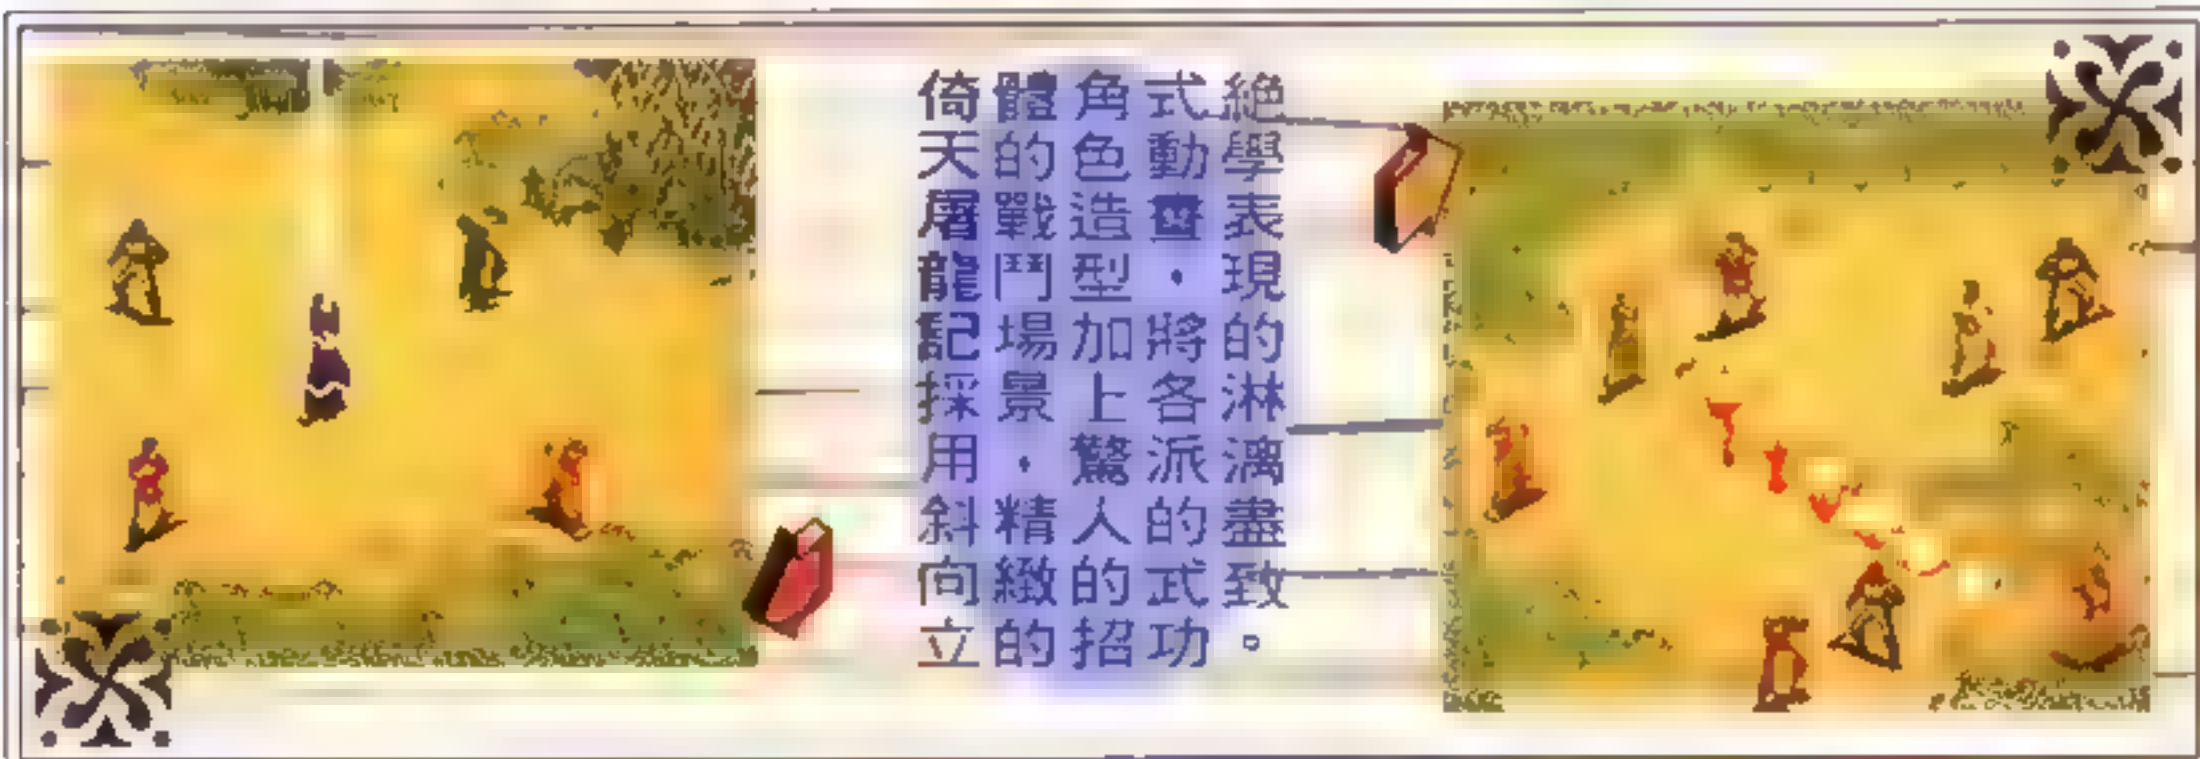 倚天屠龍記採用斜向立
體的戰鬥場景，精緻的
角色造型加上驚人的招
式動畫，將各派的武功
絕學表現的淋漓盡致。